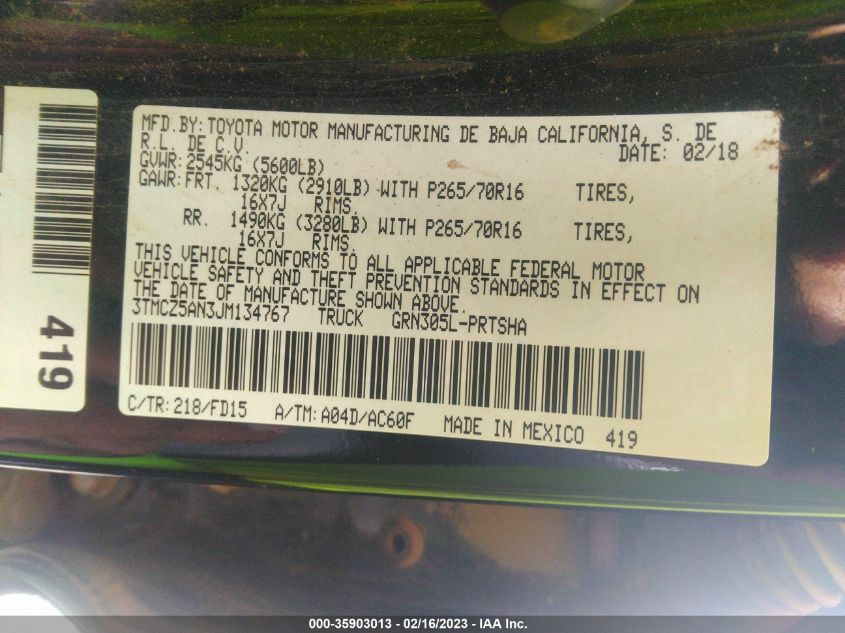 MFD.BY:TOYOTA MOTOR MANUFACTURING DE BAJA CALIFORNIA, S. DE
R.L. DE C.V.
DATE: 02/18
GVWR:2545KG (5600LB)
GAWR:FRT. 1320KG (2910LB) WITH P265/70R16 TIRES,
16X7J RIMS.
RR. 1490KG (3280LB) WITH P265/70R16 TIRES,
16X7J RIMS.
THIS VEHICLE CONFORMS TO ALL APPLICABLE FEDERAL MOTOR
VEHICLE SAFETY AND THEFT PREVENTION STANDARDS IN EFFECT ON
THE DATE OF MANUFACTURE SHOWN ABOVE.
3TMCZ5AN3JM134767 TRUCK GRN305L-PRTSHA
C/TR:218/FD15 A/TM:A04D/AC60F MADE IN MEXICO 419
419
000-35903013 - 02/16/2023 - IAA Inc.